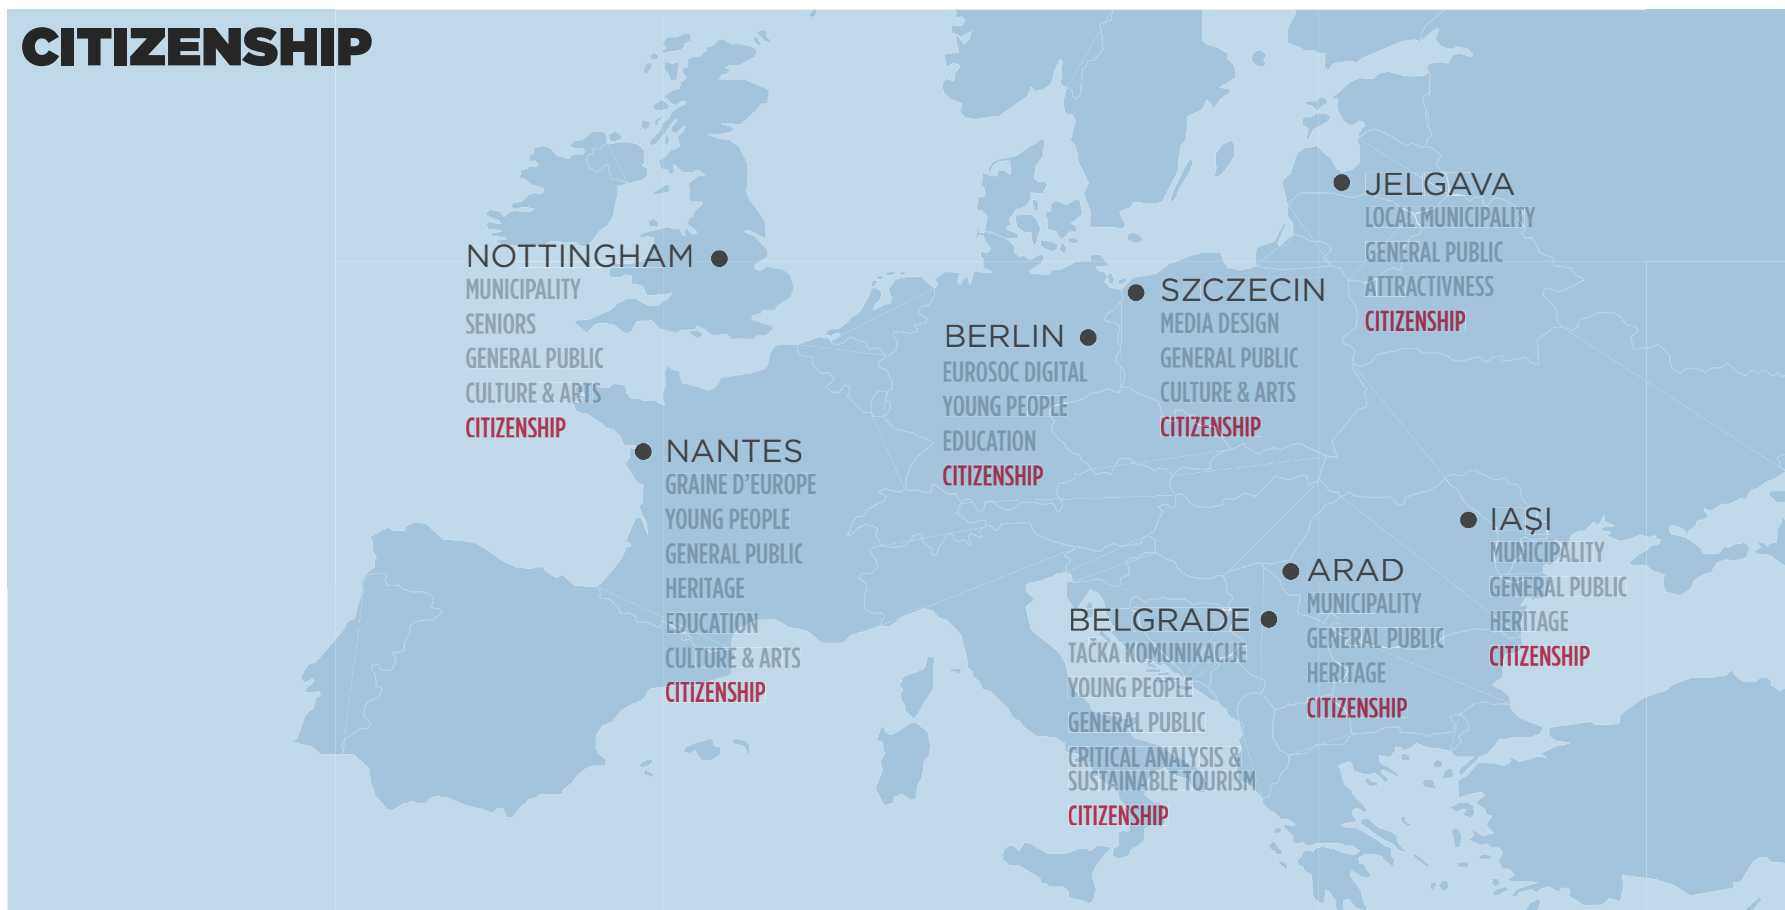 CITIZENSHIP
NOTTINGHAM
MUNICIPALITY
SENIORS
GENERAL PUBLIC
CULTURE & ARTS
CITIZENSHIP
NANTES
GRAINE D'EUROPE
YOUNG PEOPLE
GENERAL PUBLIC
HERITAGE
EDUCATION
CULTURE & ARTS
CITIZENSHIP
BERLIN
EUROSOC DIGITAL
YOUNG PEOPLE
EDUCATION
CITIZENSHIP
SZCZECIN
MEDIA DESIGN
GENERAL PUBLIC
CULTURE & ARTS
CITIZENSHIP
JELGAVA
LOCAL MUNICIPALITY
GENERAL PUBLIC
ATTRACTIVNESS
CITIZENSHIP
BELGRADE
TAČKA KOMUNIKACIJE
YOUNG PEOPLE
GENERAL PUBLIC
CRITICAL ANALYSIS &
SUSTAINABLE TOURISM
CITIZENSHIP
ARAD
MUNICIPALITY
GENERAL PUBLIC
HERITAGE
CITIZENSHIP
IAŞI
MUNICIPALITY
GENERAL PUBLIC
HERITAGE
CITIZENSHIP